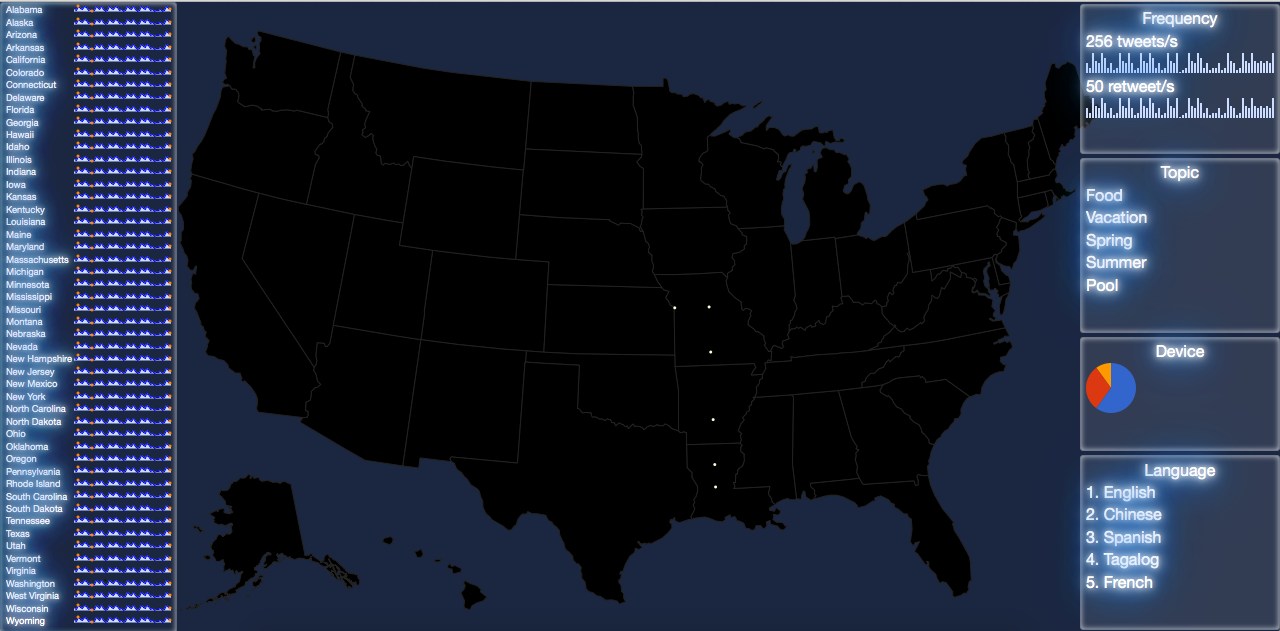 Alabama
Alaska
Arizona
Arkansas
California
Colorado
Connecticut
Delaware
Florida
Georgia
Hawaii
Idaho
Illinois
Indiana
Iowa
Kansas
Kentucky
Louisiana
Maine
Maryland
Massachusetts
Michigan
Minnesota
Mississippi
Missouri
Montana
Nebraska
Nevada
New Hampshire
New Jersey
New Mexico
New York
North Carolina
North Dakota
Ohio
Oklahoma
Oregon
Pennsylvania
Rhode Island
South Carolina
South Dakota
Tennessee
Texas
Utah
Vermont
Virginia
Washington
West Virginia
Wisconsin
Wyoming
Frequency
256 tweets/s
50 retweet/s
Topic
Food
Vacation
Spring
Summer
Pool
Device
Language
1. English
2. Chinese
3. Spanish
4. Tagalog
5. French